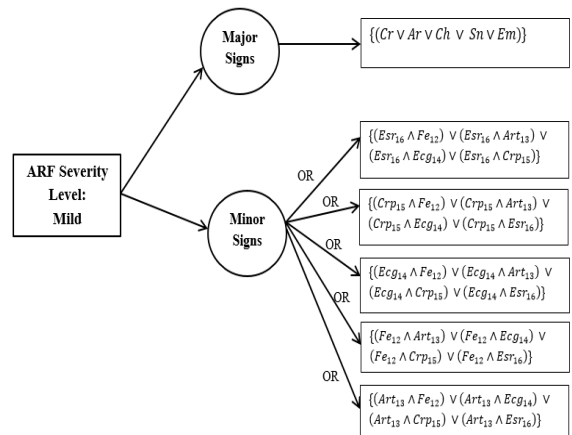 Major
Signs
{(Cr ∨ Ar ∨ Ch ∨ Sn ∨ Em)}
ARF Severity
Level:
Mild
Minor
Signs
OR
{(Esr₁₆ ∧ Fe₁₂) ∨ (Esr₁₆ ∧ Art₁₃) ∨
(Esr₁₆ ∧ Ecg₁₄) ∨ (Esr₁₆ ∧ Crp₁₅)}
OR
{(Crp₁₅ ∧ Fe₁₂) ∨ (Crp₁₅ ∧ Art₁₃) ∨
(Crp₁₅ ∧ Ecg₁₄) ∨ (Crp₁₅ ∧ Esr₁₆)}
OR
{(Ecg₁₄ ∧ Fe₁₂) ∨ (Ecg₁₄ ∧ Art₁₃) ∨
(Ecg₁₄ ∧ Crp₁₅) ∨ (Ecg₁₄ ∧ Esr₁₆)}
OR
{(Fe₁₂ ∧ Art₁₃) ∨ (Fe₁₂ ∧ Ecg₁₄) ∨
(Fe₁₂ ∧ Crp₁₅) ∨ (Fe₁₂ ∧ Esr₁₆)}
OR
{(Art₁₃ ∧ Fe₁₂) ∨ (Art₁₃ ∧ Ecg₁₄) ∨
(Art₁₃ ∧ Crp₁₅) ∨ (Art₁₃ ∧ Esr₁₆)}